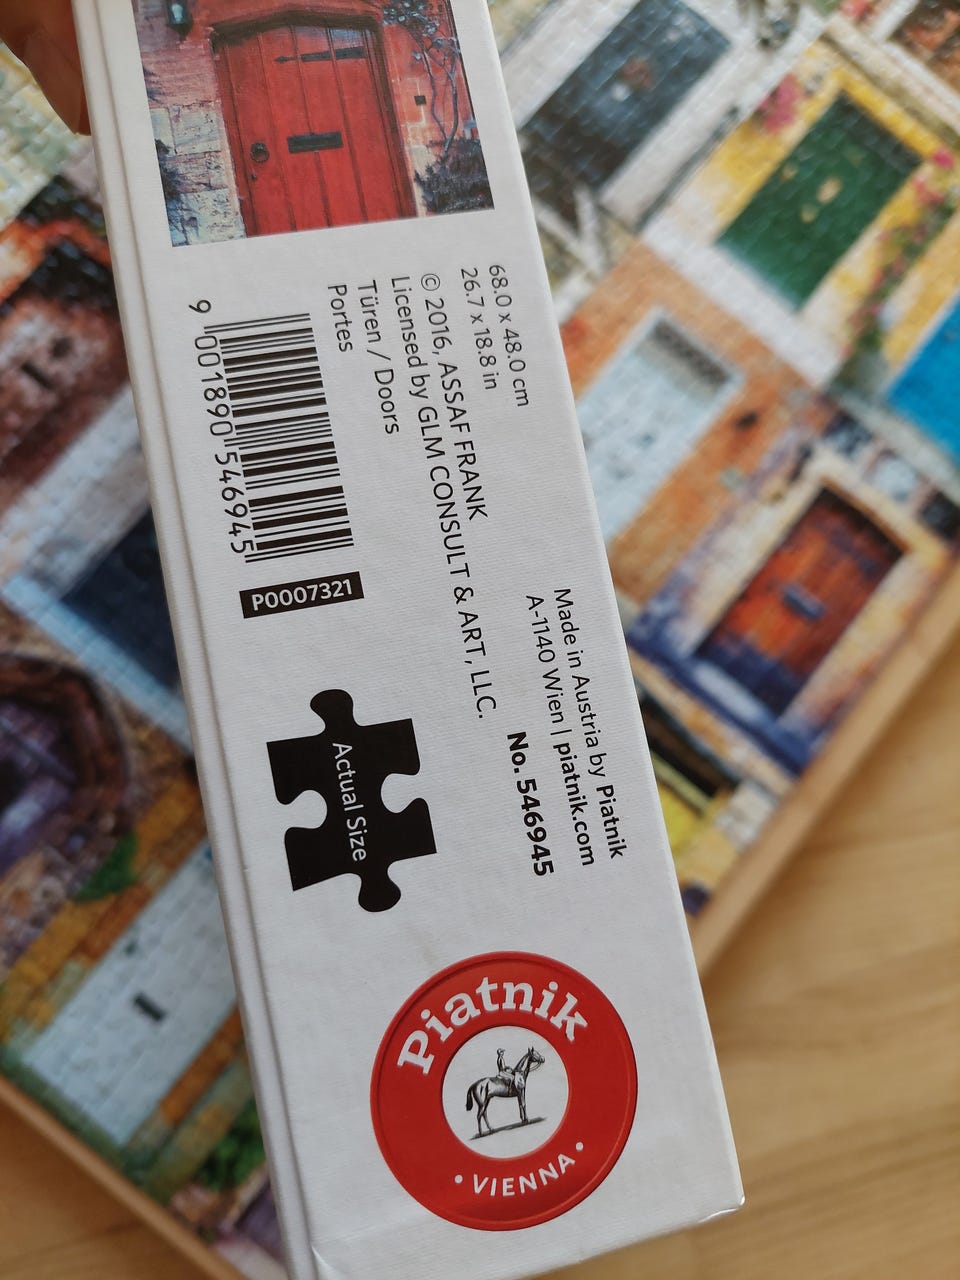 68.0 x 48.0 cm
26.7 x 18.8 in
© 2016, ASSAF FRANK
Licensed by GLM CONSULT & ART, LLC.
Türen / Doors
Portes
9 001890 546945
P0007321
Made in Austria by Piatnik
A-1140 Wien | piatnik.com
No. 546945
Actual Size
Piatnik
• VIENNA •